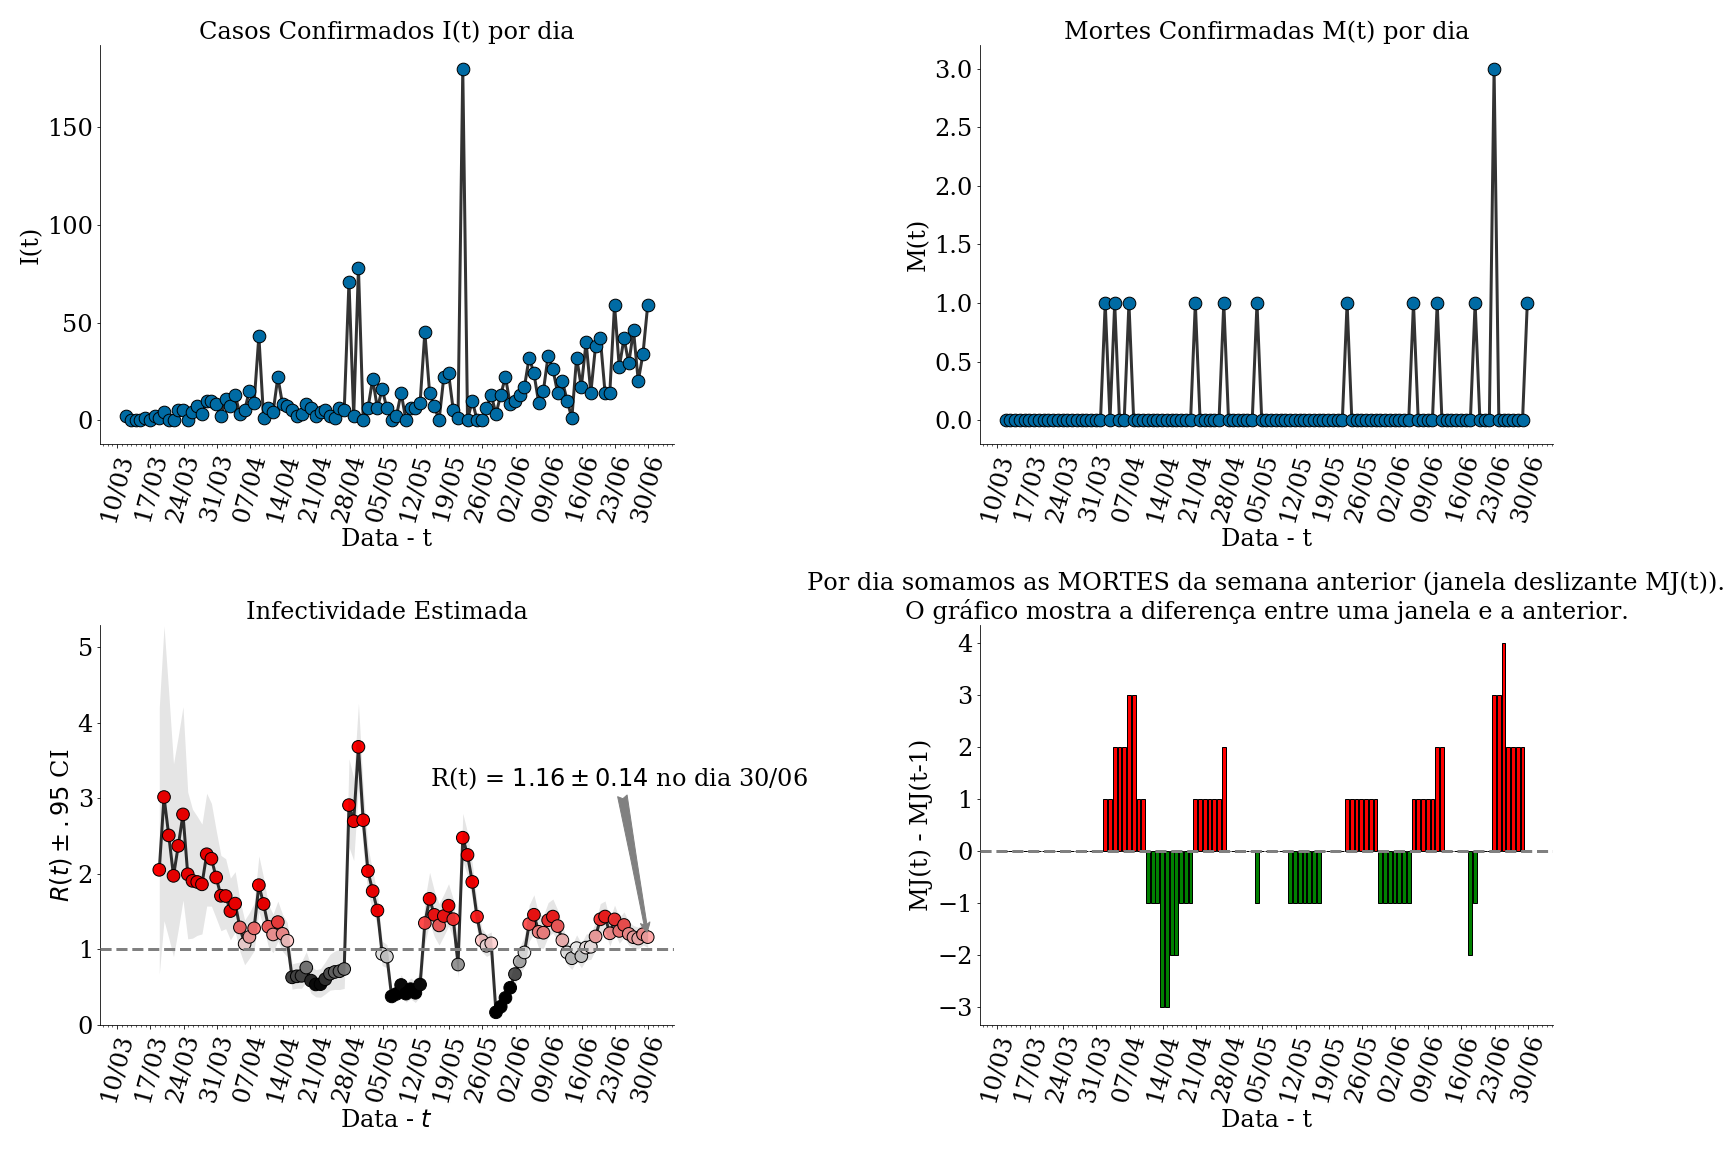 Casos Confirmados I(t) por dia
I(t)
150
100
50
0
10/03 17/03 24/03 31/03 07/04 14/04 21/04 28/04 05/05 12/05 19/05 26/05 02/06 09/06 16/06 23/06 30/06
Data - t
Mortes Confirmadas M(t) por dia
M(t)
3.0
2.5
2.0
1.5
1.0
0.5
0.0
10/03 17/03 24/03 31/03 07/04 14/04 21/04 28/04 05/05 12/05 19/05 26/05 02/06 09/06 16/06 23/06 30/06
Data - t
Infectividade Estimada
R(t) ± .95 CI
5
4
3
2
1
0
R(t) = 1.16 ± 0.14 no dia 30/06
10/03 17/03 24/03 31/03 07/04 14/04 21/04 28/04 05/05 12/05 19/05 26/05 02/06 09/06 16/06 23/06 30/06
Data - t
Por dia somamos as MORTES da semana anterior (janela deslizante MJ(t)).
O gráfico mostra a diferença entre uma janela e a anterior.
MJ(t) - MJ(t-1)
4
3
2
1
0
−1
−2
−3
10/03 17/03 24/03 31/03 07/04 14/04 21/04 28/04 05/05 12/05 19/05 26/05 02/06 09/06 16/06 23/06 30/06
Data - t